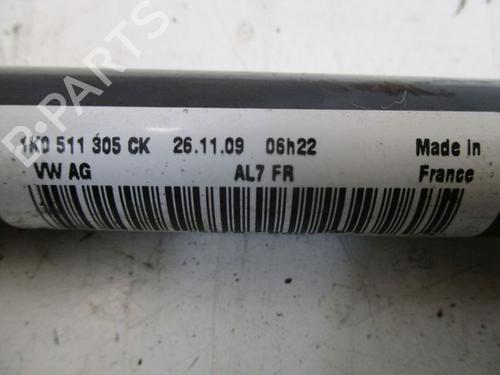 1K0 511 305 CK 26.11.09 06h22 Made in
VW AG AL7 FR France
B-PARTS